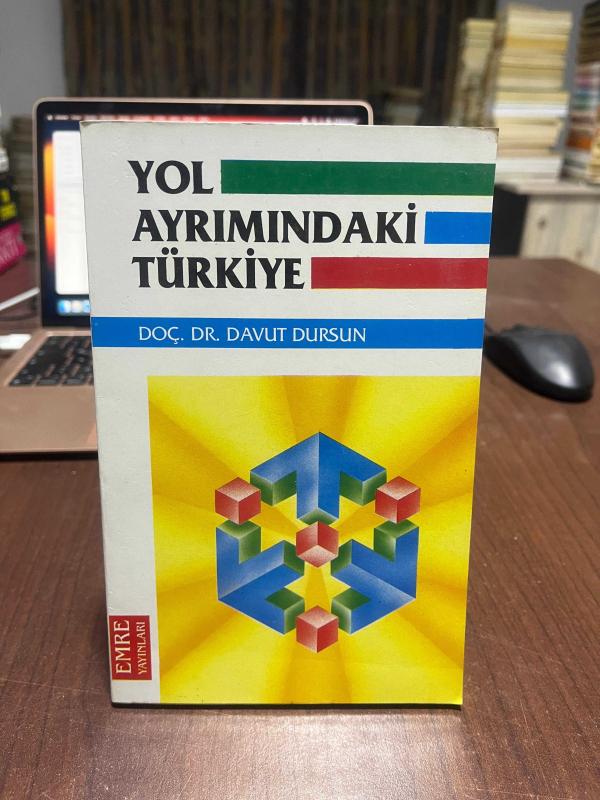 YOL
AYRIMINDAKİ
TÜRKİYE
DOÇ. DR. DAVUT DURSUN
EMRE
YAYINLARI